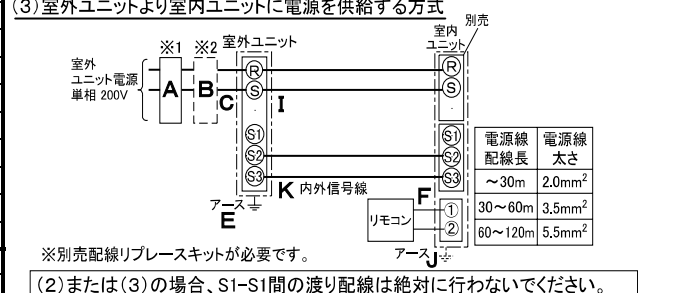 (3)室外ユニットより室内ユニットに電源を供給する方式
別売
※1 ※2 室外ユニット
室内
ユニット
室外
ユニット電源
単相 200V
A B C I
R R
S S
S1 S1
S2 S2
S3 S3
K 内外信号線
アース
E
F
リモコン
①
②
アース J
電源線
配線長 電源線
太さ
～30m 2.0mm²
30～60m 3.5mm²
60～120m 5.5mm²
※別売配線リプレースキットが必要です。
(2)または(3)の場合、S1-S1間の渡り配線は絶対に行わないでください。